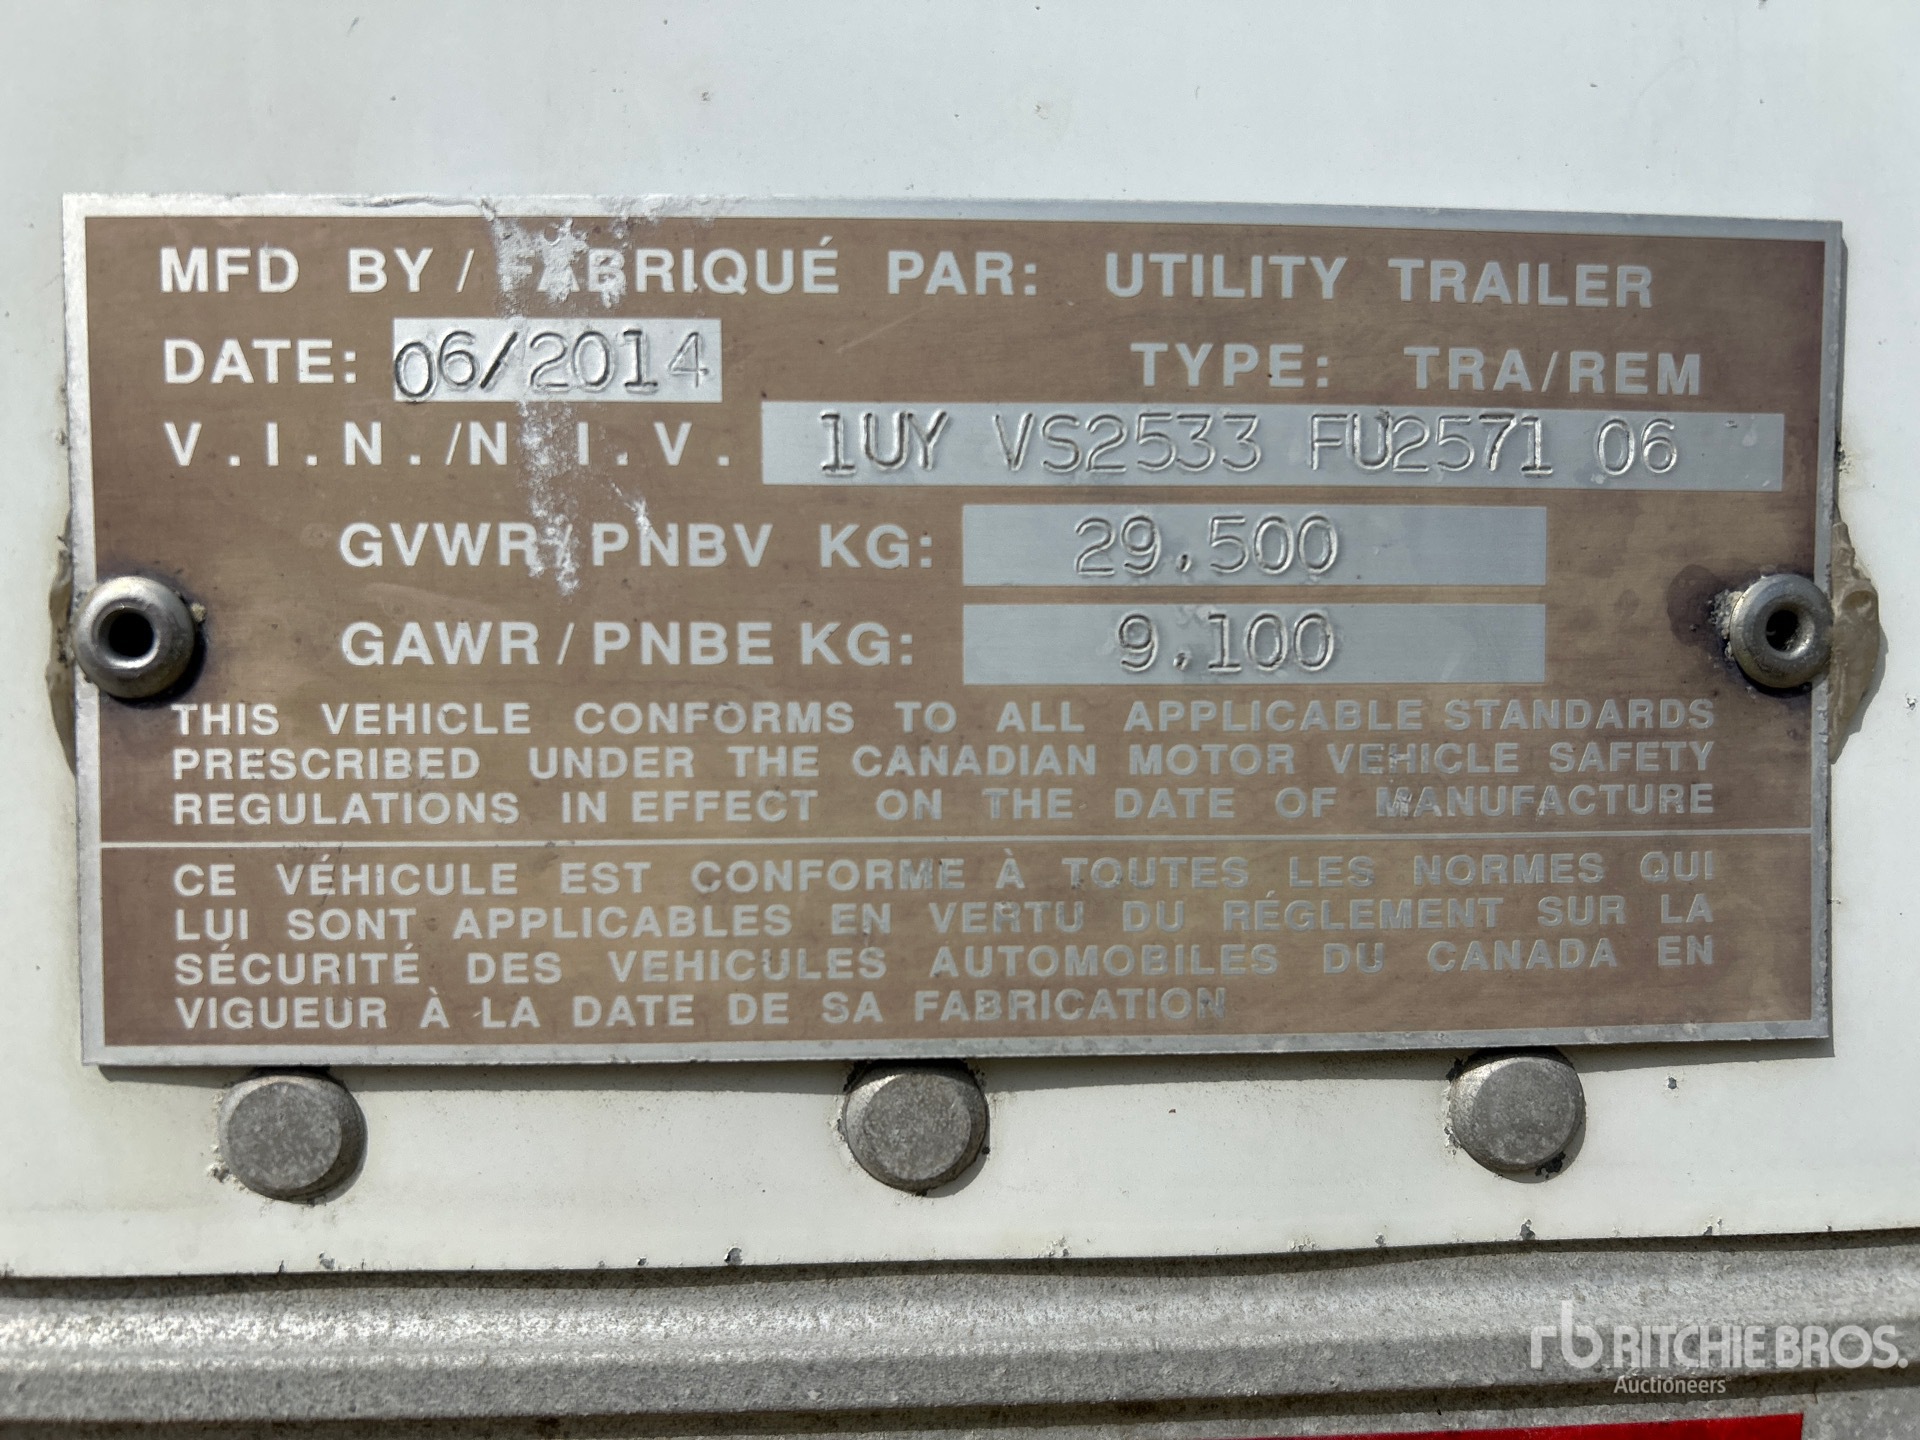 MFD BY / FABRIQUÉ PAR: UTILITY TRAILER
DATE: 06/2014 TYPE: TRA/REM
V.I.N./N.I.V. 1UY VS2533 FU2571 06
GVWR/PNBV KG: 29,500
GAWR/PNBE KG: 9,100
THIS VEHICLE CONFORMS TO ALL APPLICABLE STANDARDS
PRESCRIBED UNDER THE CANADIAN MOTOR VEHICLE SAFETY
REGULATIONS IN EFFECT ON THE DATE OF MANUFACTURE
CE VÉHICULE EST CONFORME À TOUTES LES NORMES QUI
LUI SONT APPLICABLES EN VERTU DU RÉGLEMENT SUR LA
SÉCURITÉ DES VEHICULES AUTOMOBILES DU CANADA EN
VIGUEUR À LA DATE DE SA FABRICATION
rb RITCHIE BROS.
Auctioneers